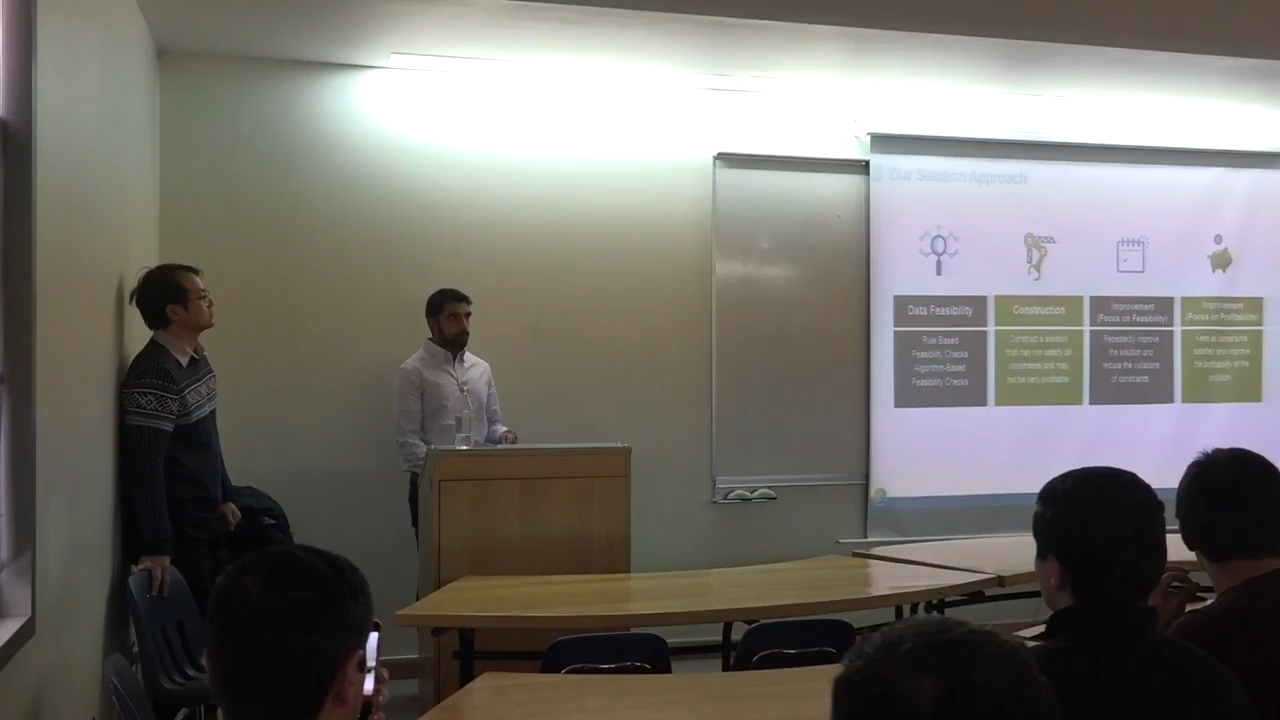 Our Solution Approach
Data Feasibility
Rule Based
Feasibility Checks
Algorithm-Based
Feasibility Checks
Construction
Construct a solution
that may not satisfy all
constraints and may
not be very profitable.
Improvement
(Focus on Feasibility)
Repeatedly improve
the solution and
reduce the violations
of constraints.
Improvement
(Focus on Profitability)
Keep all constraints
satisfied and improve
the profitability of the
solution.